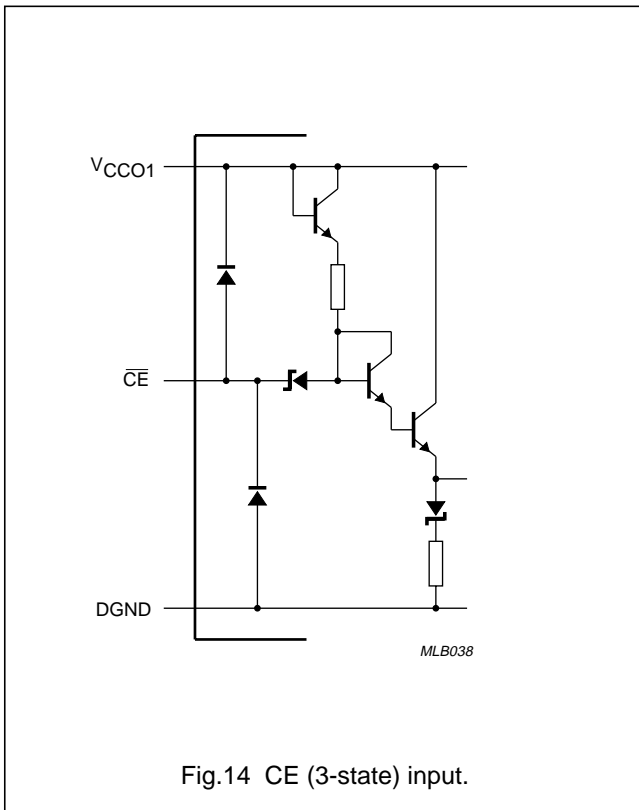 VCCO1
CE
DGND
MLB038
Fig.14 CE (3-state) input.